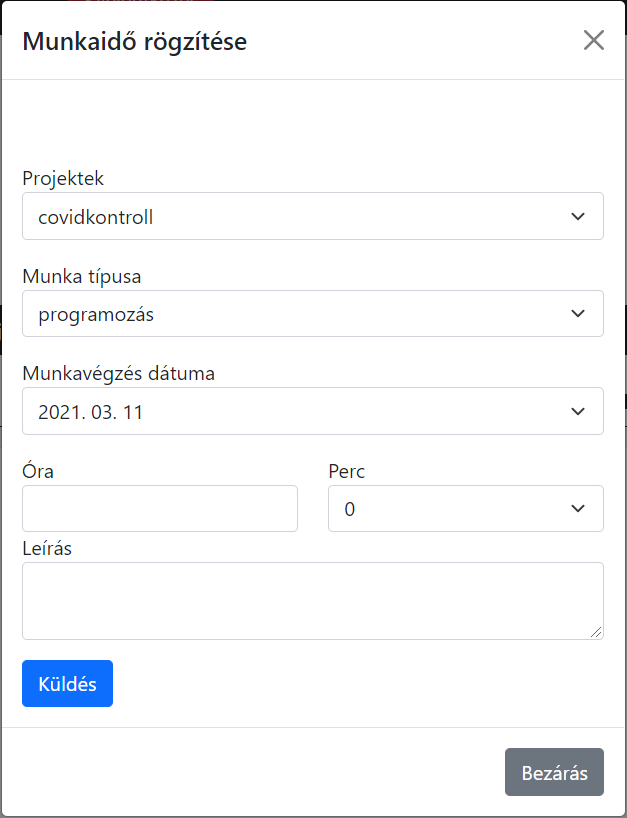 Munkaidő rögzítése
Projektek
covidkontroll
Munka típusa
programozás
Munkavégzés dátuma
2021. 03. 11
Óra
Perc
0
Leírás
Küldés
Bezárás